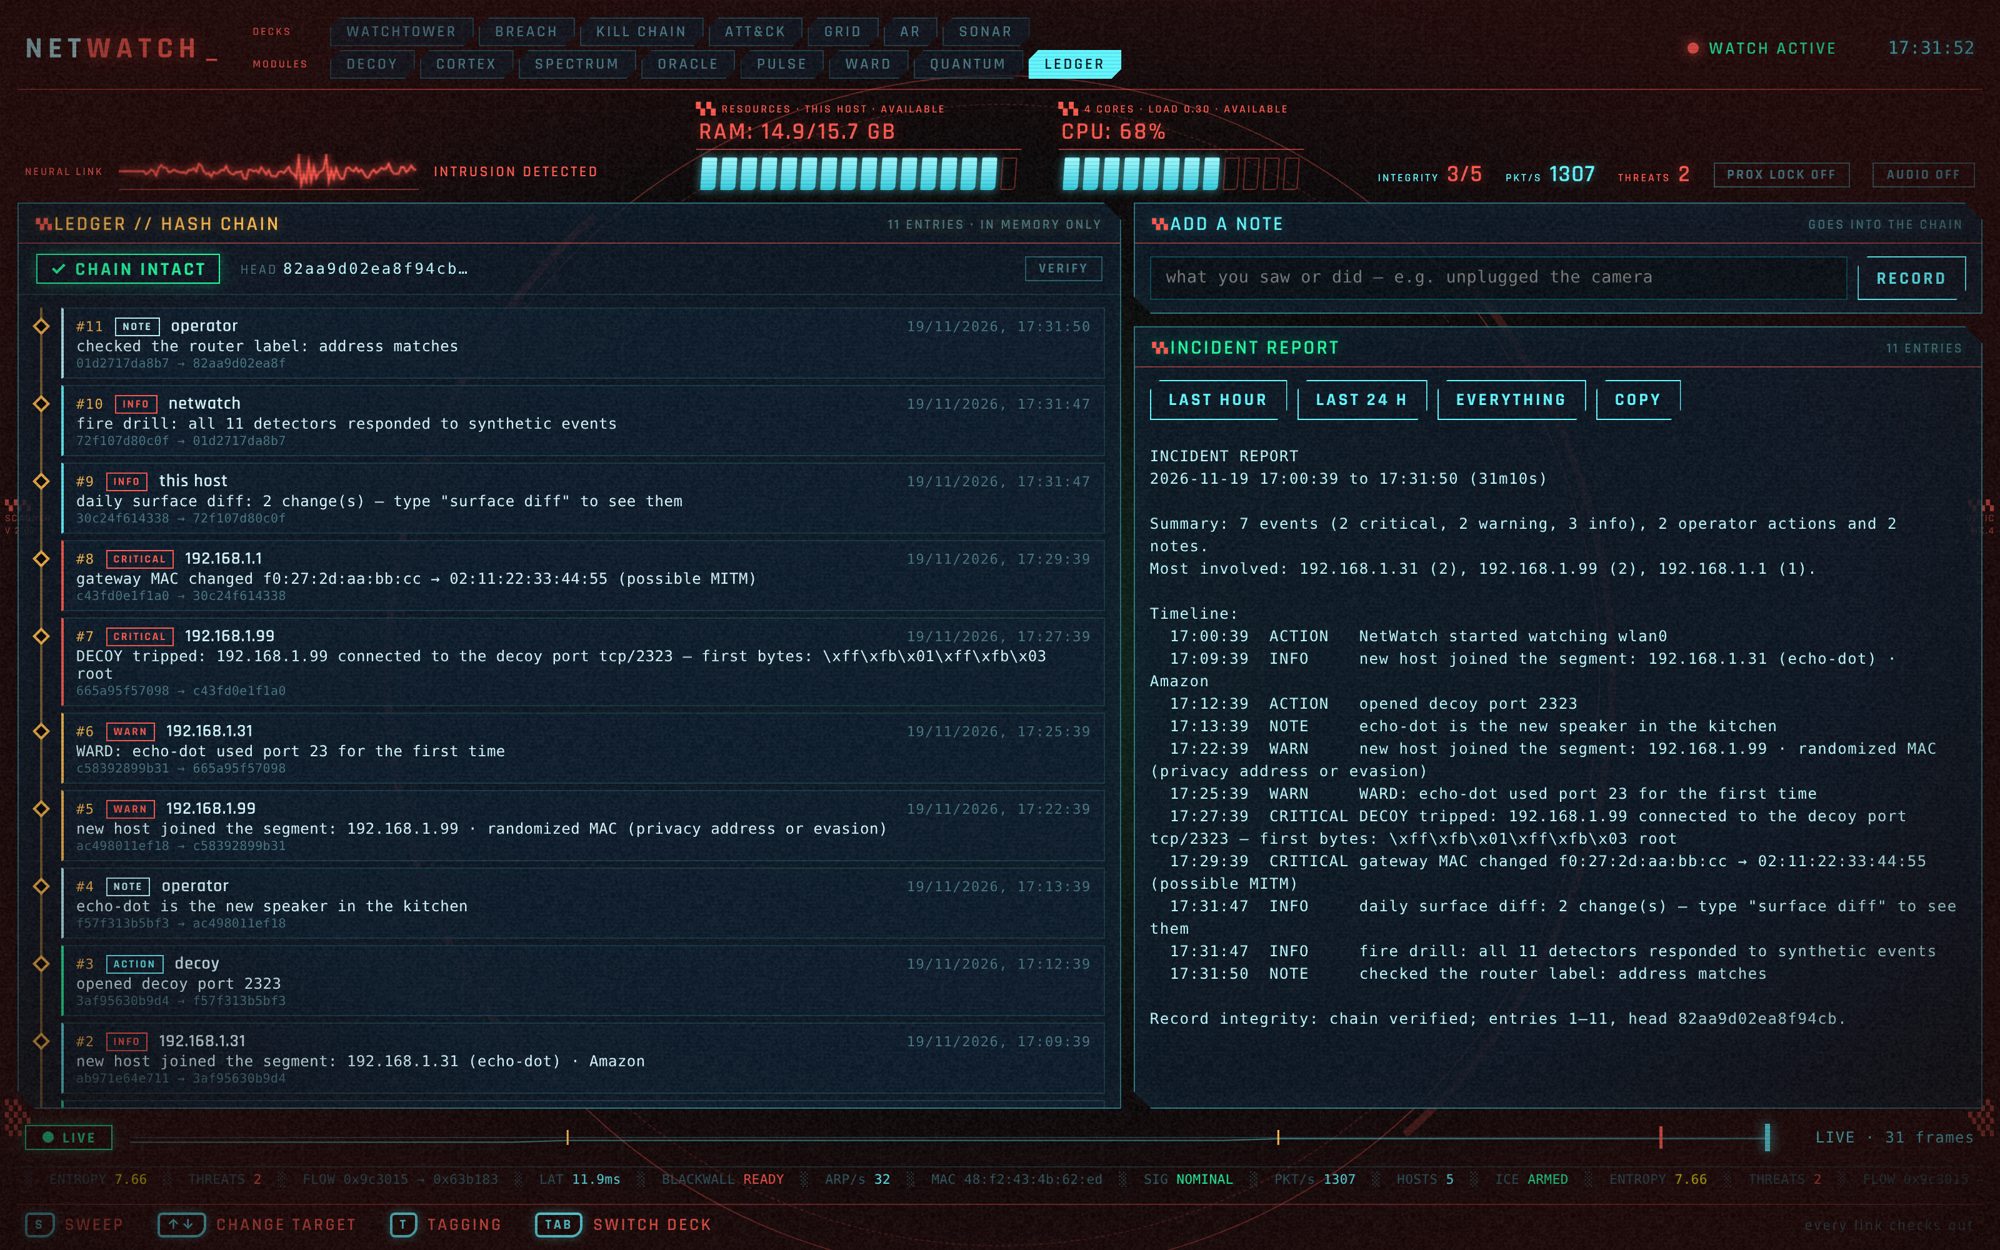 NETWATCH_
DECKS
WATCHTOWER BREACH KILL CHAIN ATT&CK GRID AR SONAR
MODULES
DECOY CORTEX SPECTRUM ORACLE PULSE WARD QUANTUM LEDGER
WATCH ACTIVE 17:31:52
RESOURCES · THIS HOST · AVAILABLE
RAM: 14.9/15.7 GB
4 CORES · LOAD 0.30 · AVAILABLE
CPU: 68%
NEURAL LINK INTRUSION DETECTED
INTEGRITY 3/5 PKT/S 1307 THREATS 2 PROX LOCK OFF AUDIO OFF
LEDGER // HASH CHAIN 11 ENTRIES · IN MEMORY ONLY
✓ CHAIN INTACT HEAD 82aa9d02ea8f94cb… VERIFY
#11 NOTE operator 19/11/2026, 17:31:50
checked the router label: address matches
01d2717da8b7 → 82aa9d02ea8f
#10 INFO netwatch 19/11/2026, 17:31:47
fire drill: all 11 detectors responded to synthetic events
72f107d80c0f → 01d2717da8b7
#9 INFO this host 19/11/2026, 17:31:47
daily surface diff: 2 change(s) — type "surface diff" to see them
30c24f614338 → 72f107d80c0f
#8 CRITICAL 192.168.1.1 19/11/2026, 17:29:39
gateway MAC changed f0:27:2d:aa:bb:cc → 02:11:22:33:44:55 (possible MITM)
c43fd0e1f1a0 → 30c24f614338
#7 CRITICAL 192.168.1.99 19/11/2026, 17:27:39
DECOY tripped: 192.168.1.99 connected to the decoy port tcp/2323 — first bytes: \xff\xfb\x01\xff\xfb\x03
root
665a95f57098 → c43fd0e1f1a0
#6 WARN 192.168.1.31 19/11/2026, 17:25:39
WARD: echo-dot used port 23 for the first time
c58392899b31 → 665a95f57098
#5 WARN 192.168.1.99 19/11/2026, 17:22:39
new host joined the segment: 192.168.1.99 · randomized MAC (privacy address or evasion)
ac498011ef18 → c58392899b31
#4 NOTE operator 19/11/2026, 17:13:39
echo-dot is the new speaker in the kitchen
f57f313b5bf3 → ac498011ef18
#3 ACTION decoy 19/11/2026, 17:12:39
opened decoy port 2323
3af95630b9d4 → f57f313b5bf3
#2 INFO 192.168.1.31 19/11/2026, 17:09:39
new host joined the segment: 192.168.1.31 (echo-dot) · Amazon
ab971e64e711 → 3af95630b9d4
ADD A NOTE GOES INTO THE CHAIN
what you saw or did — e.g. unplugged the camera RECORD
INCIDENT REPORT 11 ENTRIES
LAST HOUR LAST 24 H EVERYTHING COPY
INCIDENT REPORT
2026-11-19 17:00:39 to 17:31:50 (31m10s)
Summary: 7 events (2 critical, 2 warning, 3 info), 2 operator actions and 2
notes.
Most involved: 192.168.1.31 (2), 192.168.1.99 (2), 192.168.1.1 (1).
Timeline:
17:00:39 ACTION NetWatch started watching wlan0
17:09:39 INFO new host joined the segment: 192.168.1.31 (echo-dot) ·
Amazon
17:12:39 ACTION opened decoy port 2323
17:13:39 NOTE echo-dot is the new speaker in the kitchen
17:22:39 WARN new host joined the segment: 192.168.1.99 · randomized MAC
(privacy address or evasion)
17:25:39 WARN WARD: echo-dot used port 23 for the first time
17:27:39 CRITICAL DECOY tripped: 192.168.1.99 connected to the decoy port
tcp/2323 — first bytes: \xff\xfb\x01\xff\xfb\x03 root
17:29:39 CRITICAL gateway MAC changed f0:27:2d:aa:bb:cc → 02:11:22:33:44:55
(possible MITM)
17:31:47 INFO daily surface diff: 2 change(s) — type "surface diff" to see
them
17:31:47 INFO fire drill: all 11 detectors responded to synthetic events
17:31:50 NOTE checked the router label: address matches
Record integrity: chain verified; entries 1–11, head 82aa9d02ea8f94cb.
LIVE LIVE · 31 frames
ENTROPY 7.66 THREATS 2 FLOW 0x9c3015 → 0x63b183 LAT 11.9ms BLACKWALL READY ARP/s 32 MAC 48:f2:43:4b:62:ed SIG NOMINAL PKT/s 1307 HOSTS 5 ICE ARMED ENTROPY 7.66 THREATS 2 FLOW 0x9c3015
S SWEEP ↑↓ CHANGE TARGET T TAGGING TAB SWITCH DECK every link checks out